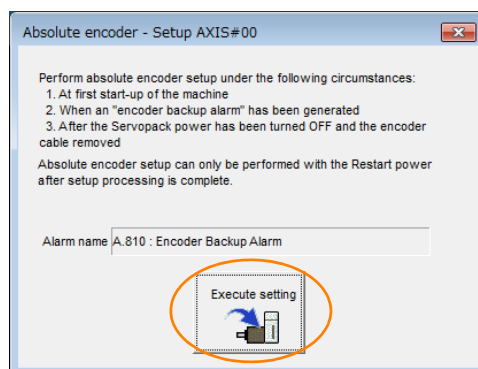 Absolute encoder - Setup AXIS#00
Perform absolute encoder setup under the following circumstances:
1. At first start-up of the machine
2. When an "encoder backup alarm" has been generated
3. After the Servopack power has been turned OFF and the encoder
cable removed
Absolute encoder setup can only be performed with the Restart power
after setup processing is complete.
Alarm name A.810 : Encoder Backup Alarm
Execute setting